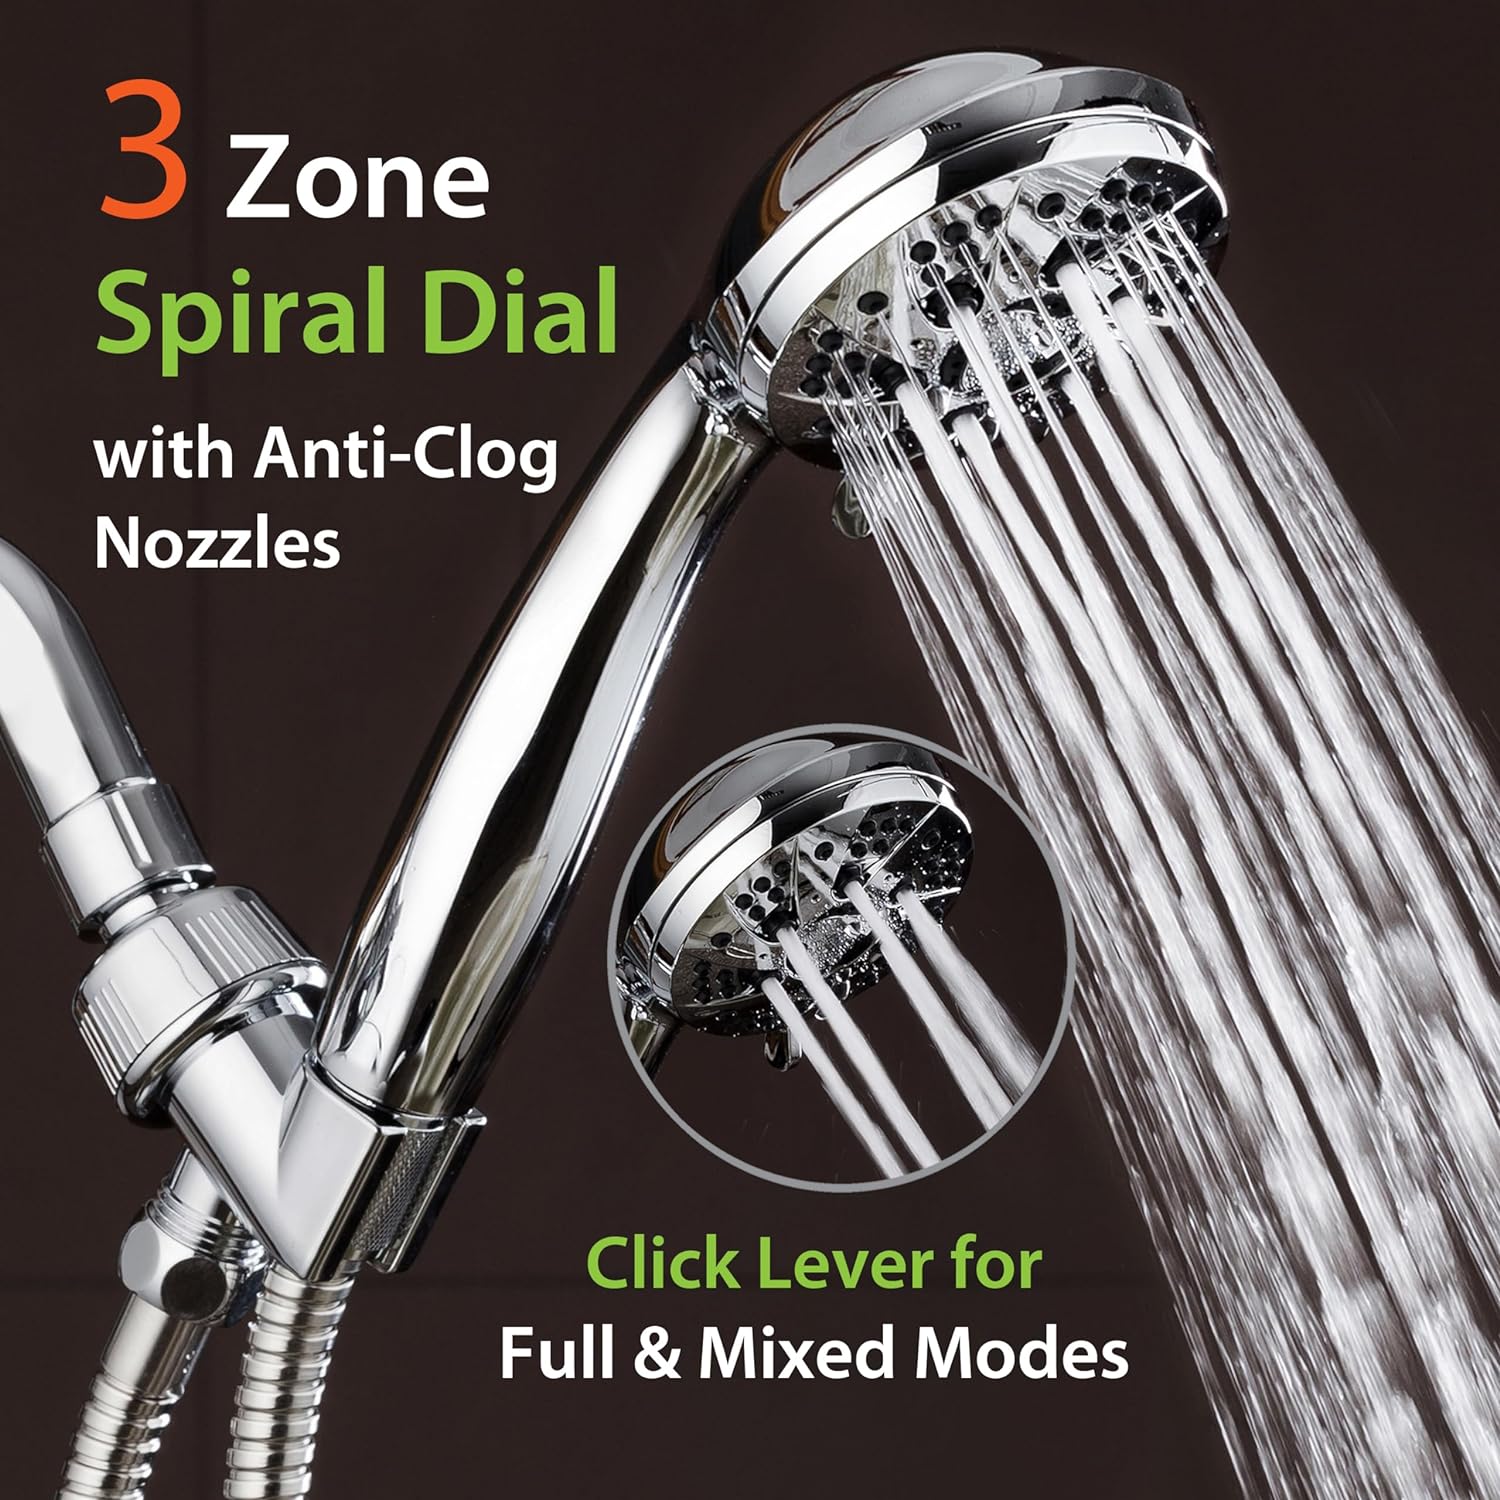 3 Zone
Spiral Dial
with Anti-Clog
Nozzles
Click Lever for
Full & Mixed Modes